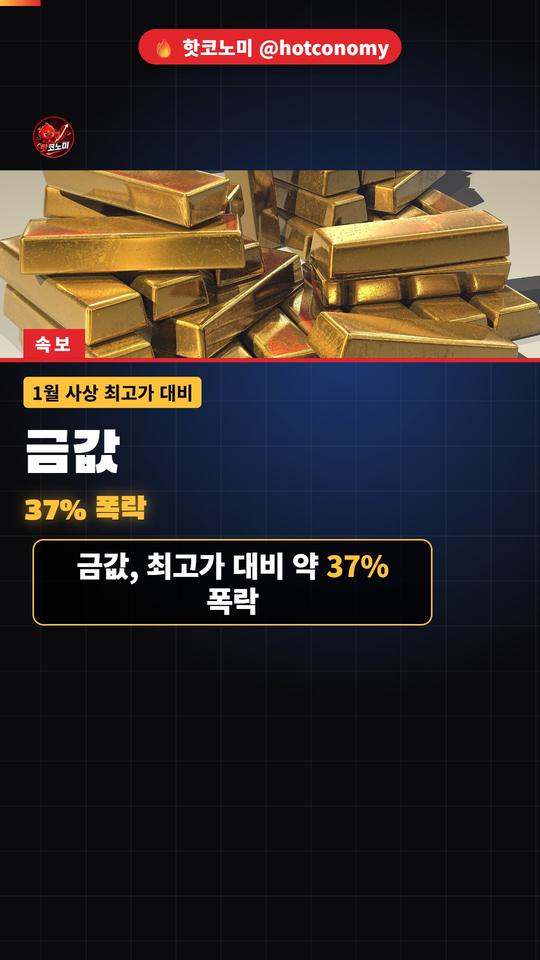 🔥 핫코노미 @hotconomy
핫코노미
속보
1월 사상 최고가 대비
금값
37% 폭락
금값, 최고가 대비 약 37%
폭락